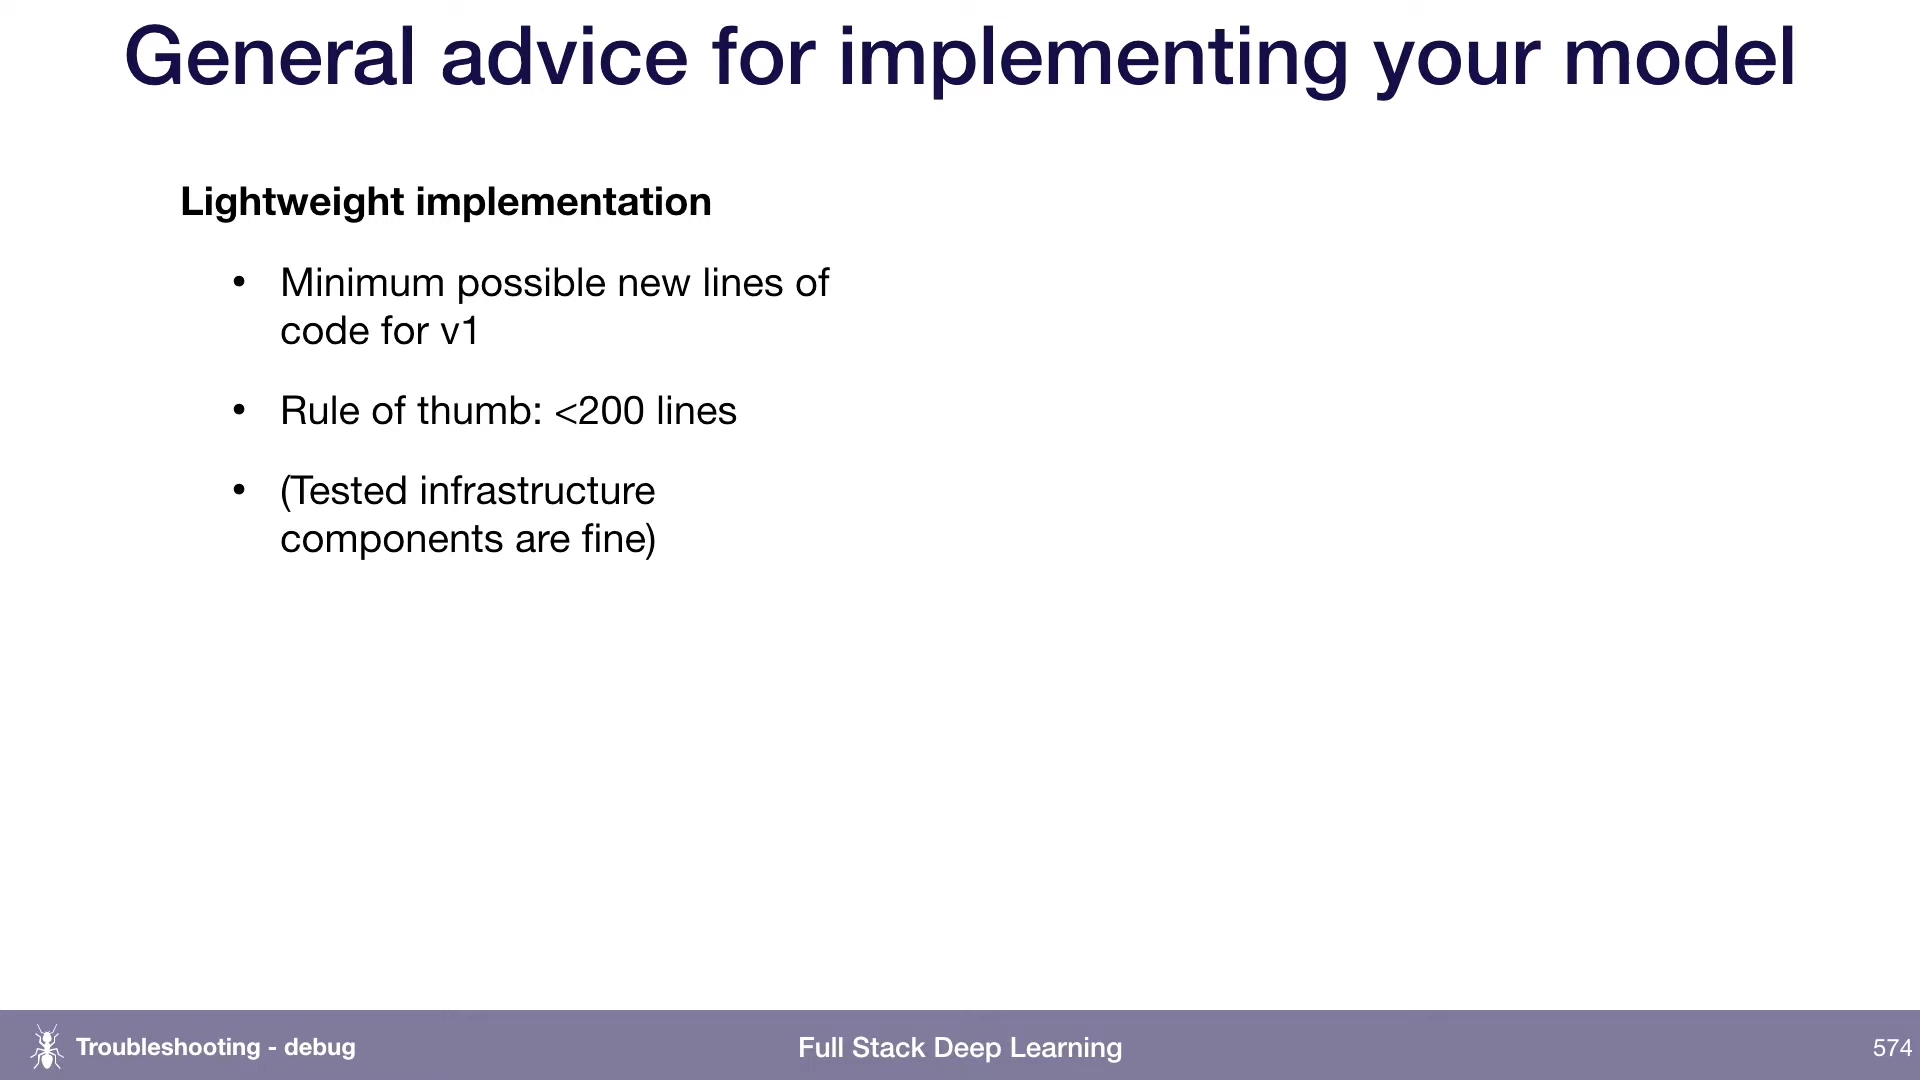 General advice for implementing your model
Lightweight implementation
• Minimum possible new lines of
code for v1
• Rule of thumb: <200 lines
• (Tested infrastructure
components are fine)
Troubleshooting - debug
Full Stack Deep Learning
574